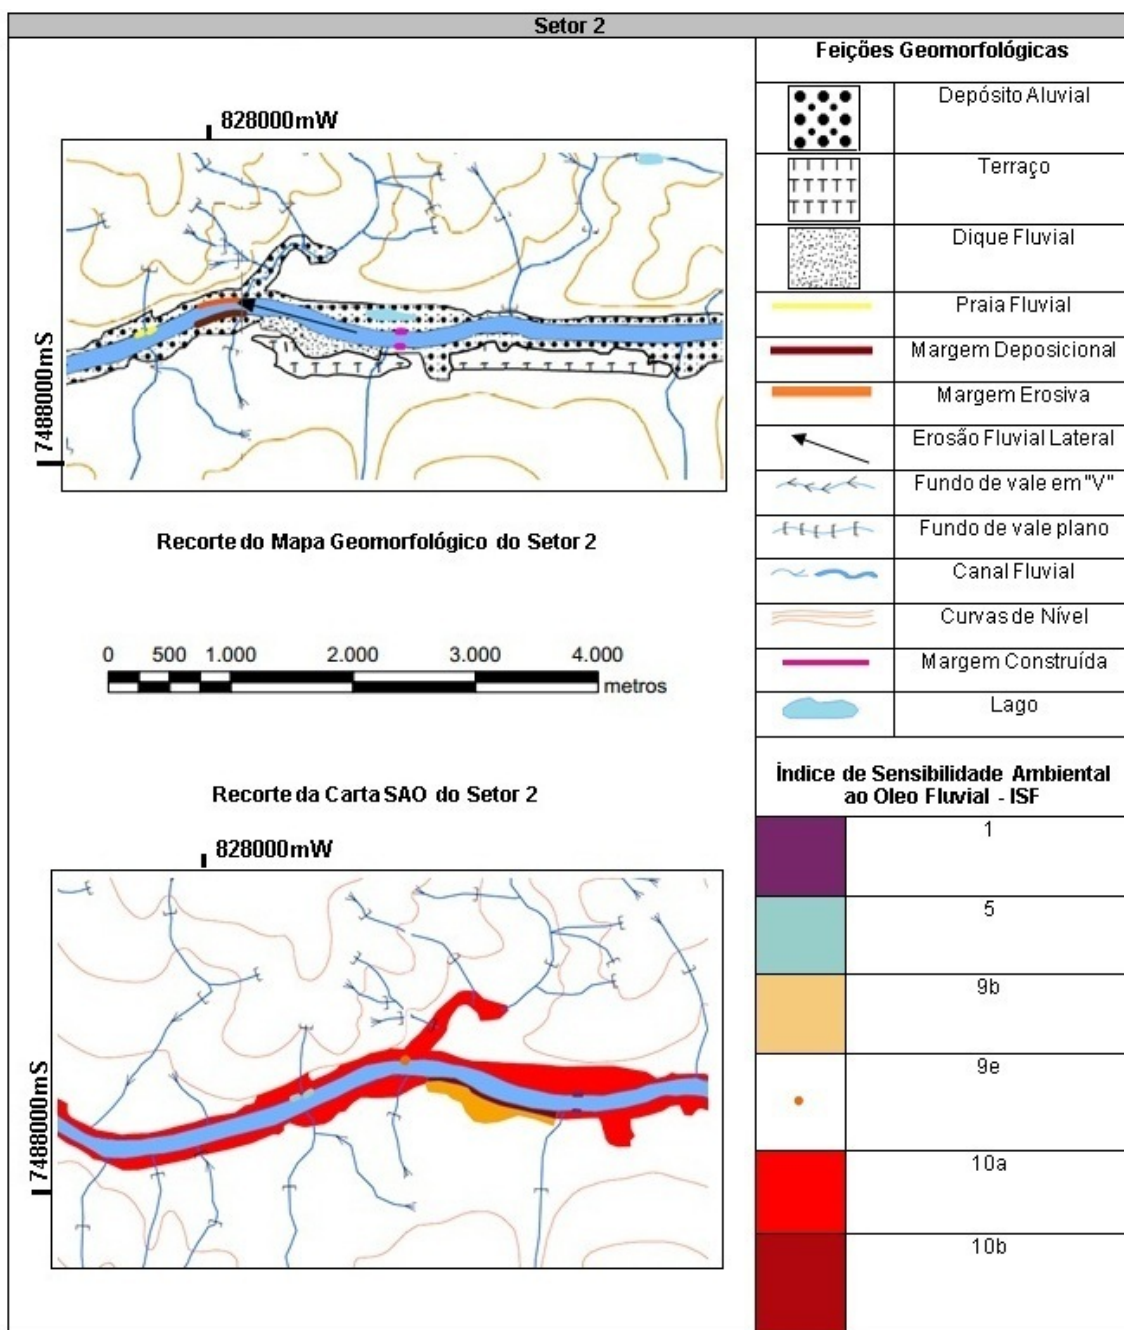 Setor 2
828000mW
7488000mS
Recorte do Mapa Geomorfológico do Setor 2
0 500 1.000 2.000 3.000 4.000
metros
Recorte da Carta SAO do Setor 2
828000mW
7488000mS
Feições Geomorfológicas
Depósito Aluvial
Terraço
Dique Fluvial
Praia Fluvial
Margem Deposicional
Margem Erosiva
Erosão Fluvial Lateral
Fundo de vale em "V"
Fundo de vale plano
Canal Fluvial
Curvas de Nível
Margem Construída
Lago
Índice de Sensibilidade Ambiental
ao Oleo Fluvial - ISF
1
5
9b
9e
10a
10b